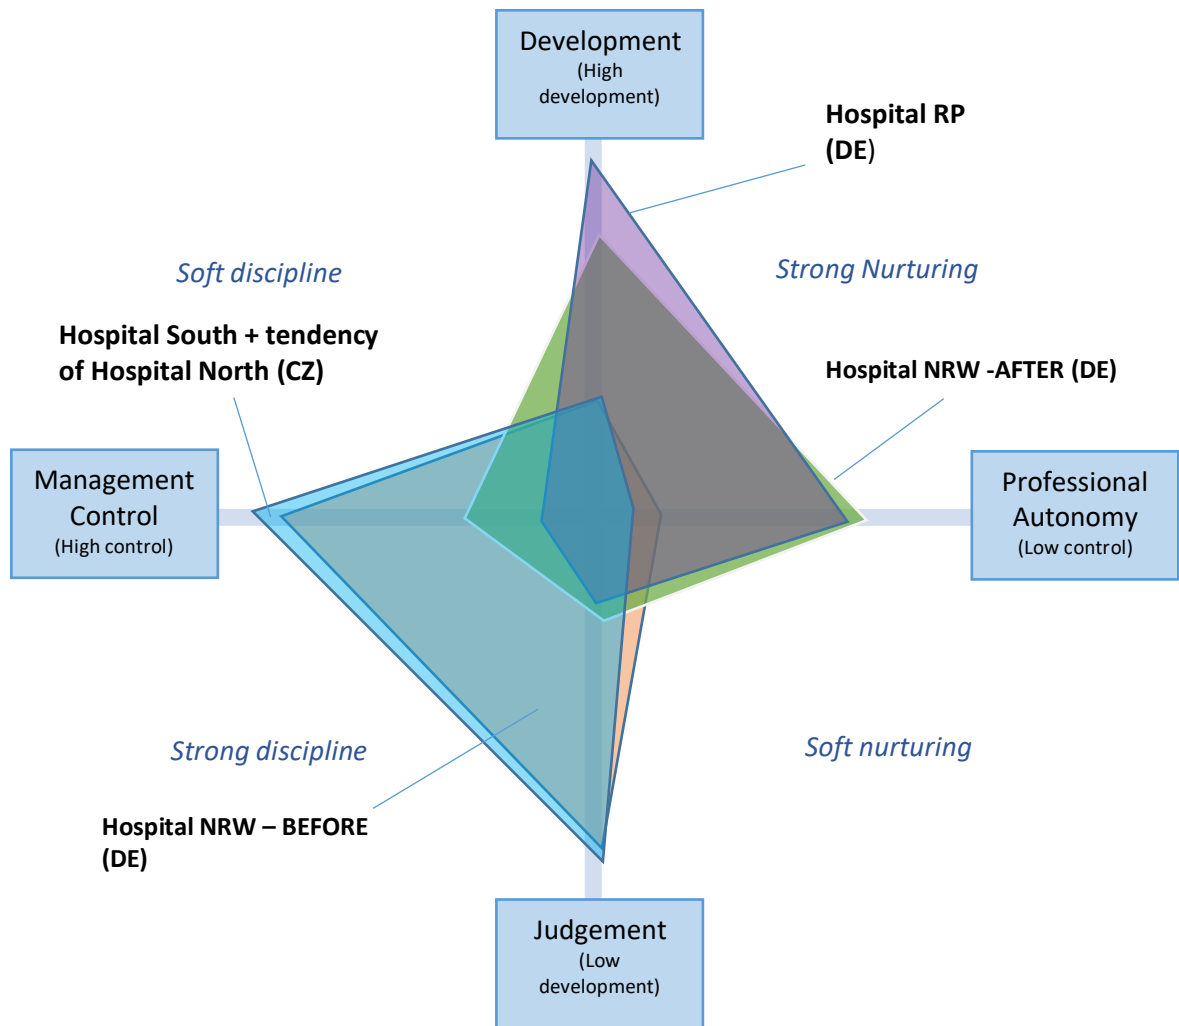 Development
(High
development)
Hospital RP
(DE)
Soft discipline
Strong Nurturing
Hospital South + tendency
of Hospital North (CZ)
Hospital NRW -AFTER (DE)
Management
Control
(High control)
Professional
Autonomy
(Low control)
Strong discipline
Soft nurturing
Hospital NRW – BEFORE
(DE)
Judgement
(Low
development)